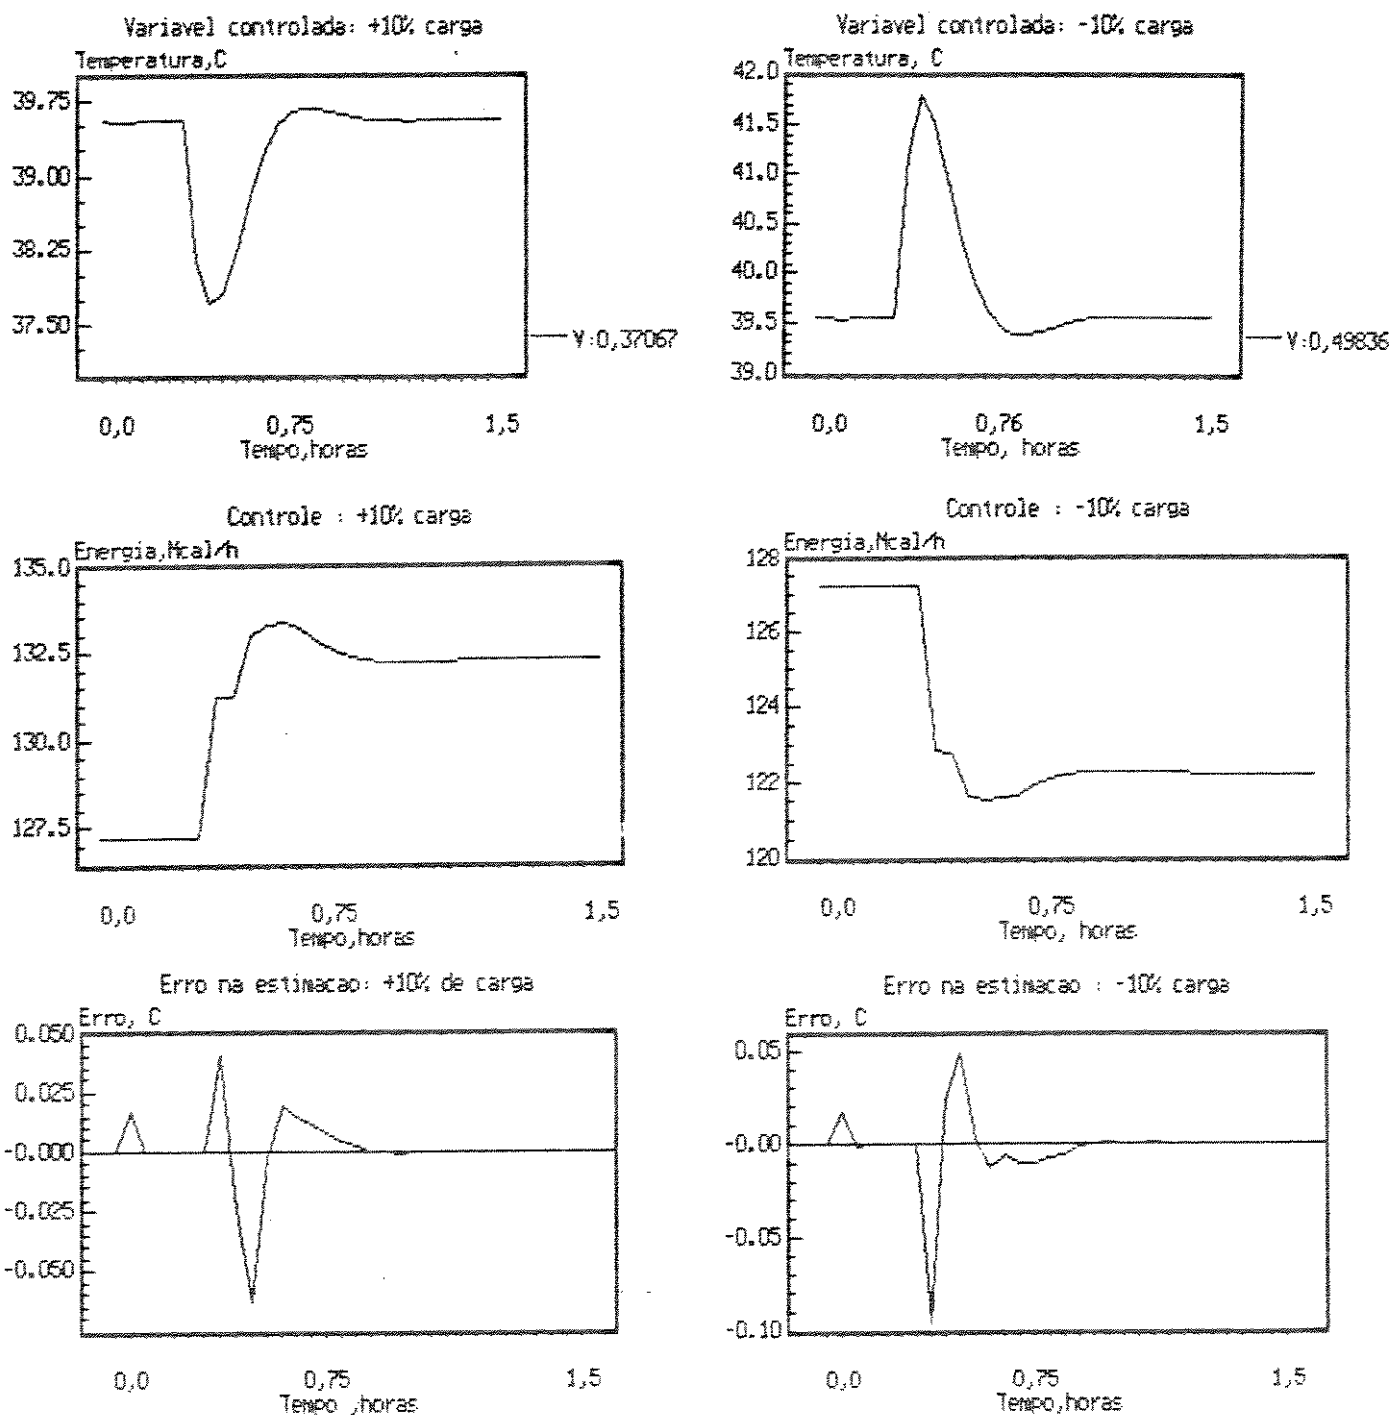 Variavel controlada: +10% carga
Temperatura,C
39.75
39.00
38.25
37.50
V:0,37067
0,0 0,75 1,5
Tempo,horas
Variavel controlada: -10% carga
Temperatura, C
42.0
41.5
41.0
40.5
40.0
39.5
39.0
V:0,49836
0,0 0,76 1,5
Tempo, horas
Controle : +10% carga
Energia,Mcal/h
135.0
132.5
130.0
127.5
0,0 0,75 1,5
Tempo,horas
Controle : -10% carga
Energia,Mcal/h
128
126
124
122
120
0,0 0,75 1,5
Tempo, horas
Erro na estimacao: +10% de carga
Erro, C
0.050
0.025
-0.000
-0.025
-0.050
0,0 0,75 1,5
Tempo ,horas
Erro na estimacao : -10% carga
Erro, C
0.05
-0.00
-0.05
-0.10
0,0 0,75 1,5
Tempo,horas